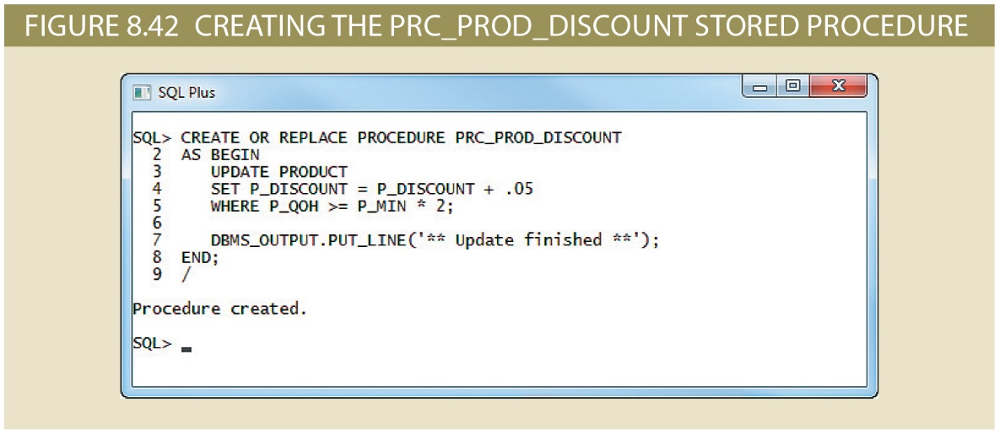 FIGURE 8.42 CREATING THE PRC_PROD_DISCOUNT STORED PROCEDURE
SQL Plus
SQL> CREATE OR REPLACE PROCEDURE PRC_PROD_DISCOUNT
2 AS BEGIN
3 UPDATE PRODUCT
4 SET P_DISCOUNT = P_DISCOUNT + .05
5 WHERE P_QOH >= P_MIN * 2;
6
7 DBMS_OUTPUT.PUT_LINE('** Update finished **');
8 END;
9 /
Procedure created.
SQL> _